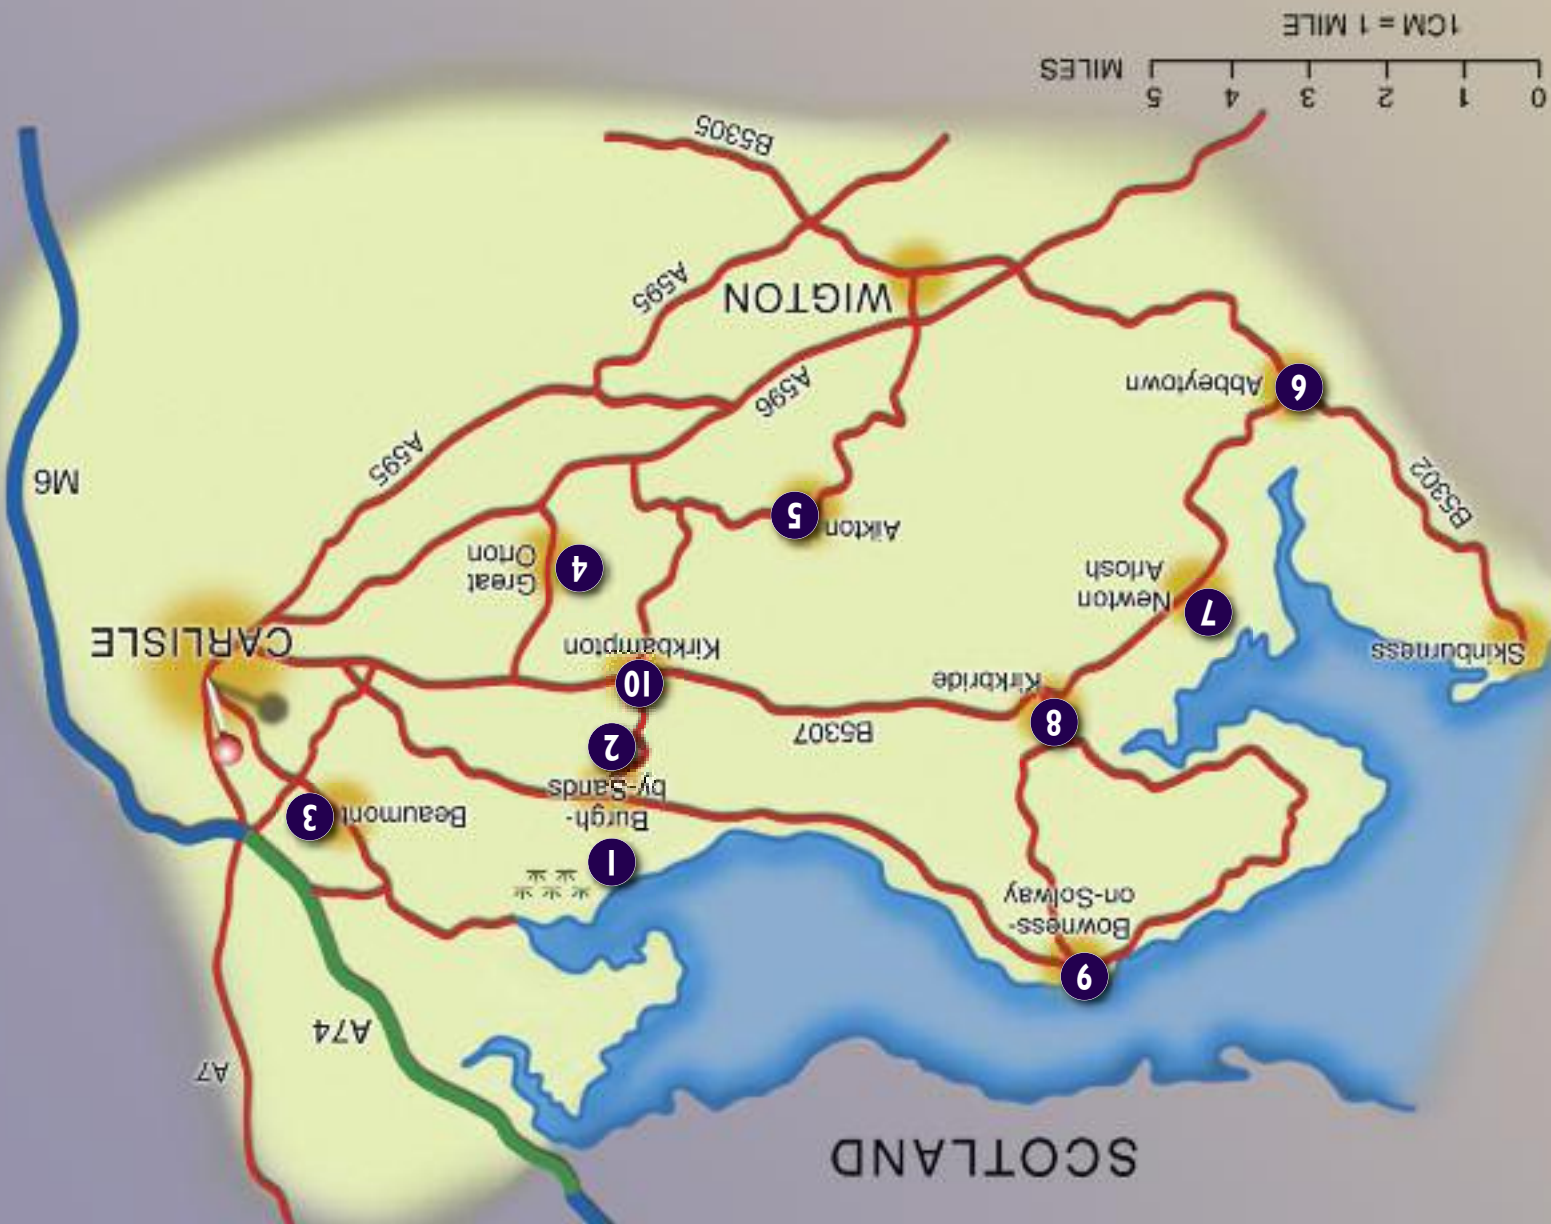 SCOTLAND
A7
A74
9
Bowness-
on-Solway
1
Burgh-
by-Sands
3
Beaumont
2
B5307
8
Kirkbride
10
Kirkbampton
Skinburness
CARLISLE
7
Newton
Arlosh
4
Great
Orton
5
Aikton
B5302
M6
A595
6
Abbeytown
A596
WIGTON
A595
B5305
0 1 2 3 4 5
MILES
1CM = 1 MILE